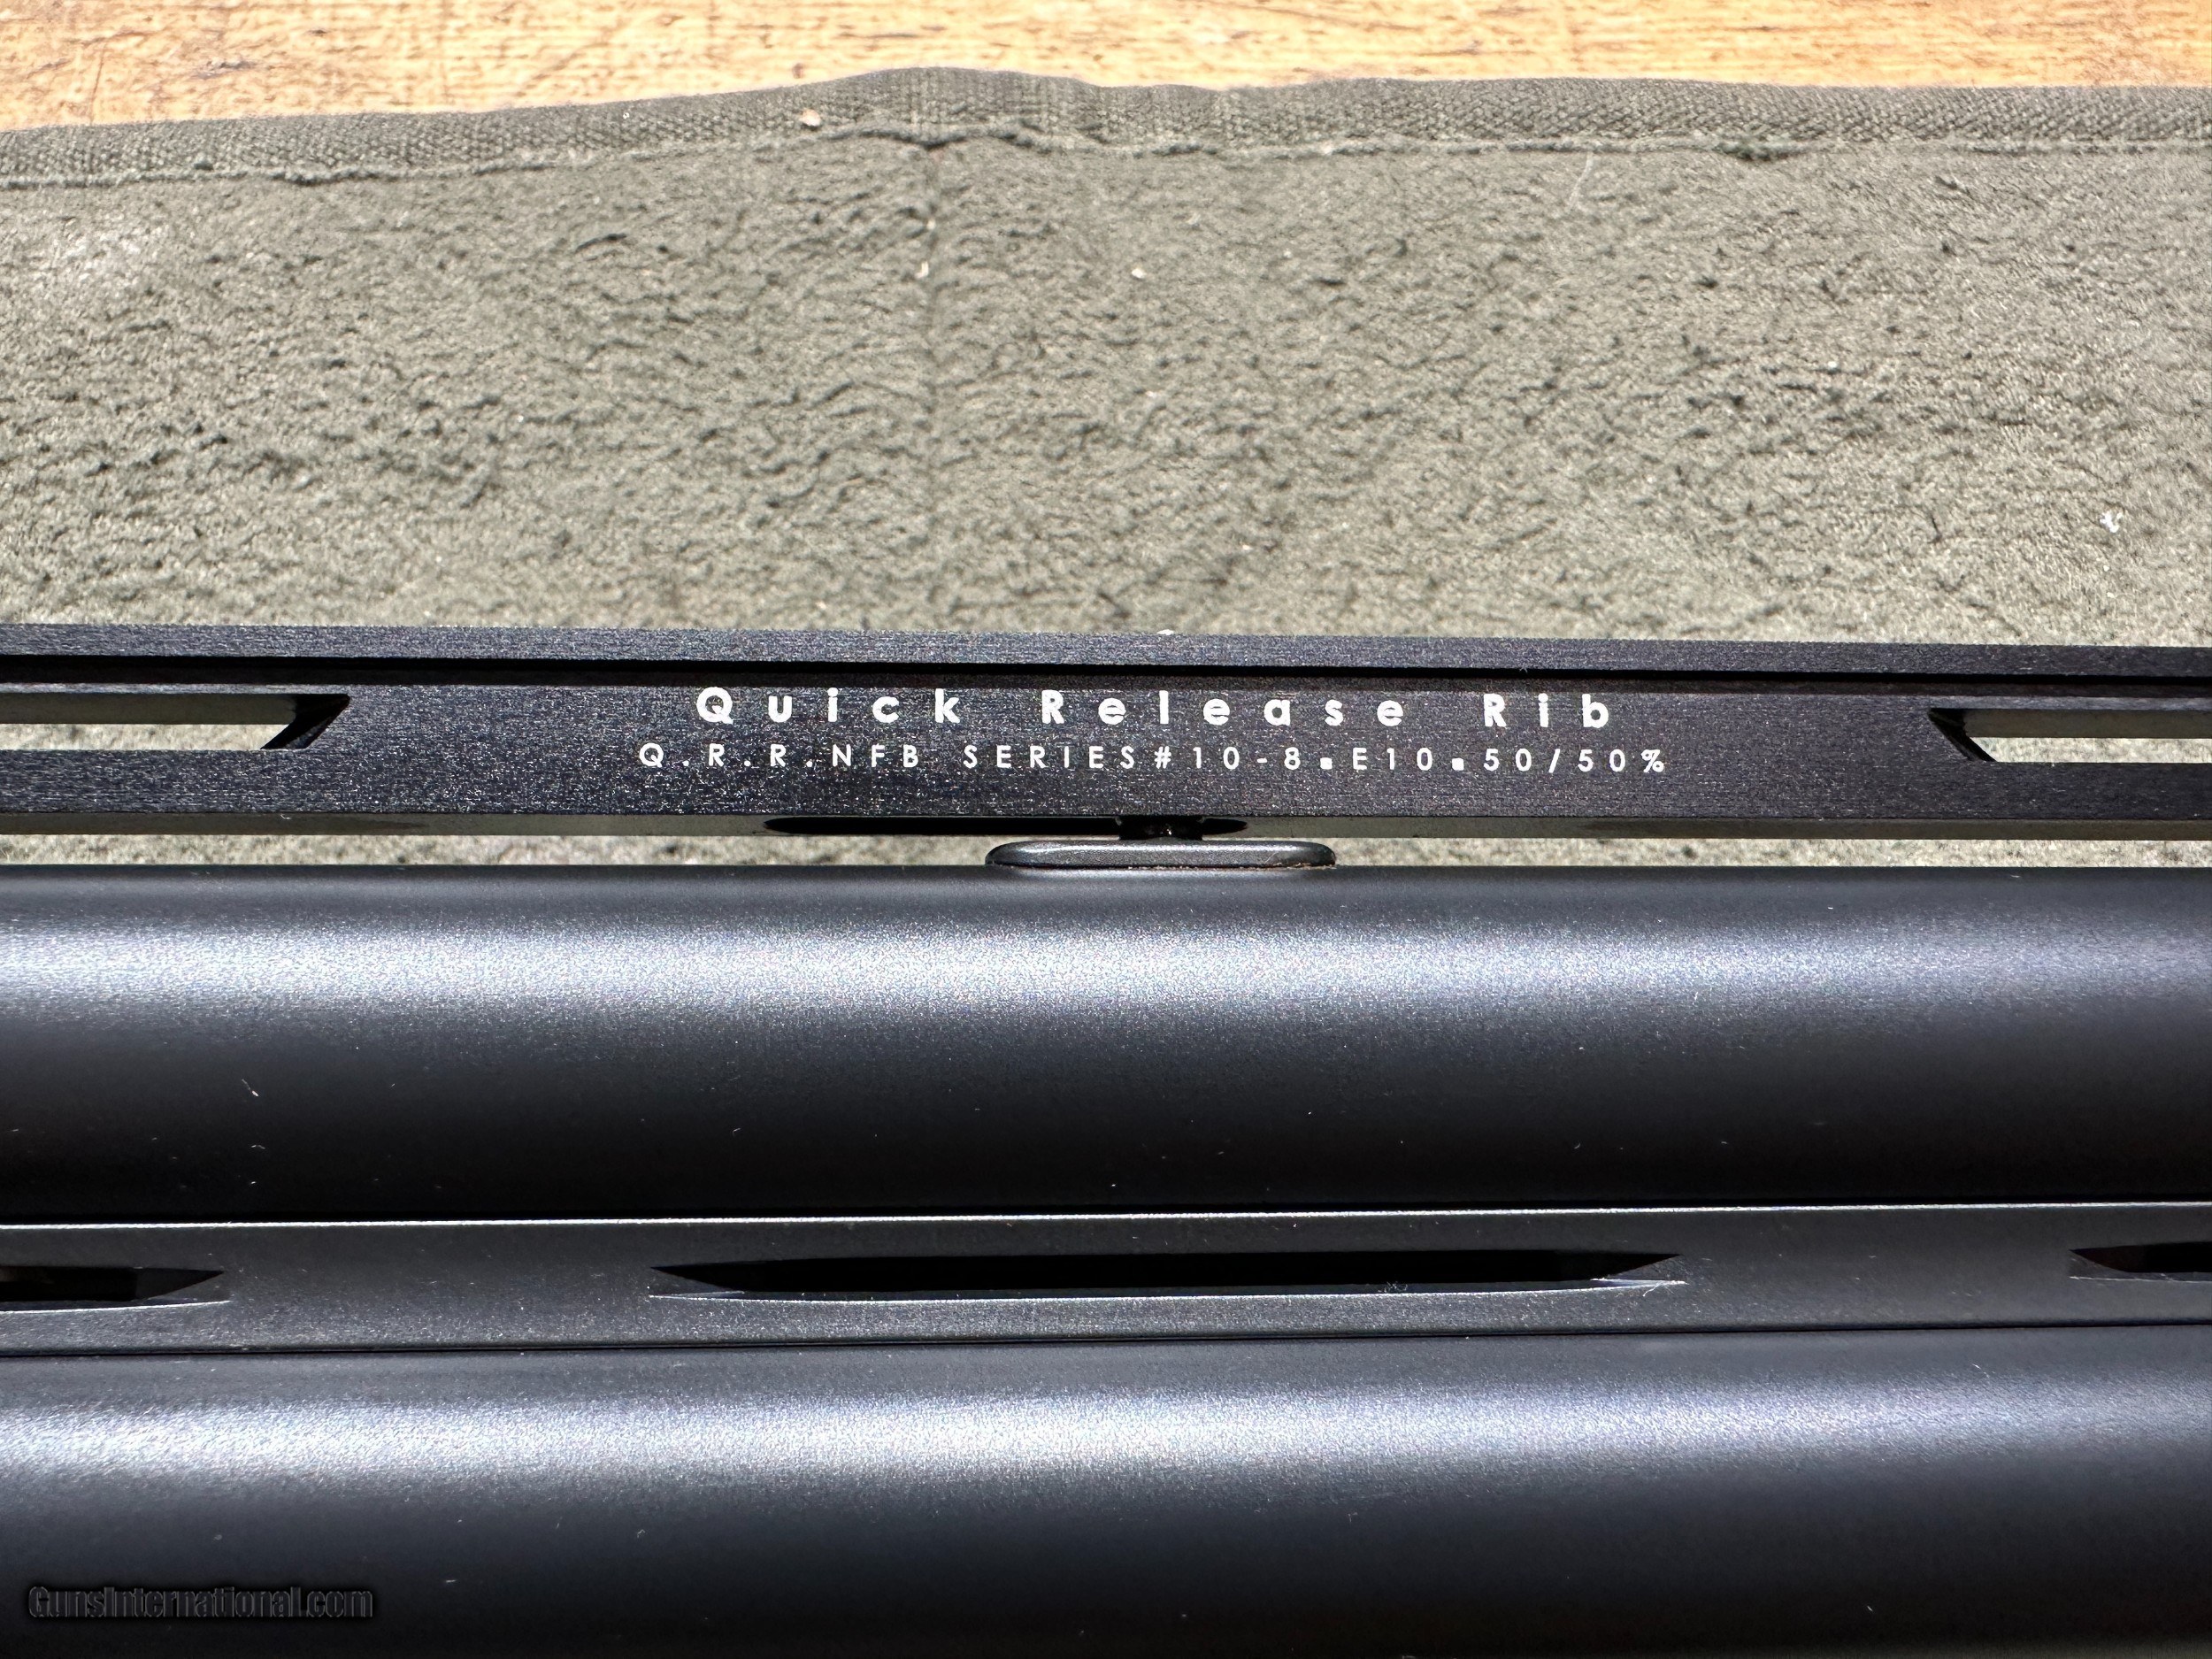 Quick Release Rib
Q.R.R.NFB SERIES#10-8.E10.50/50%
GunsInternational.com